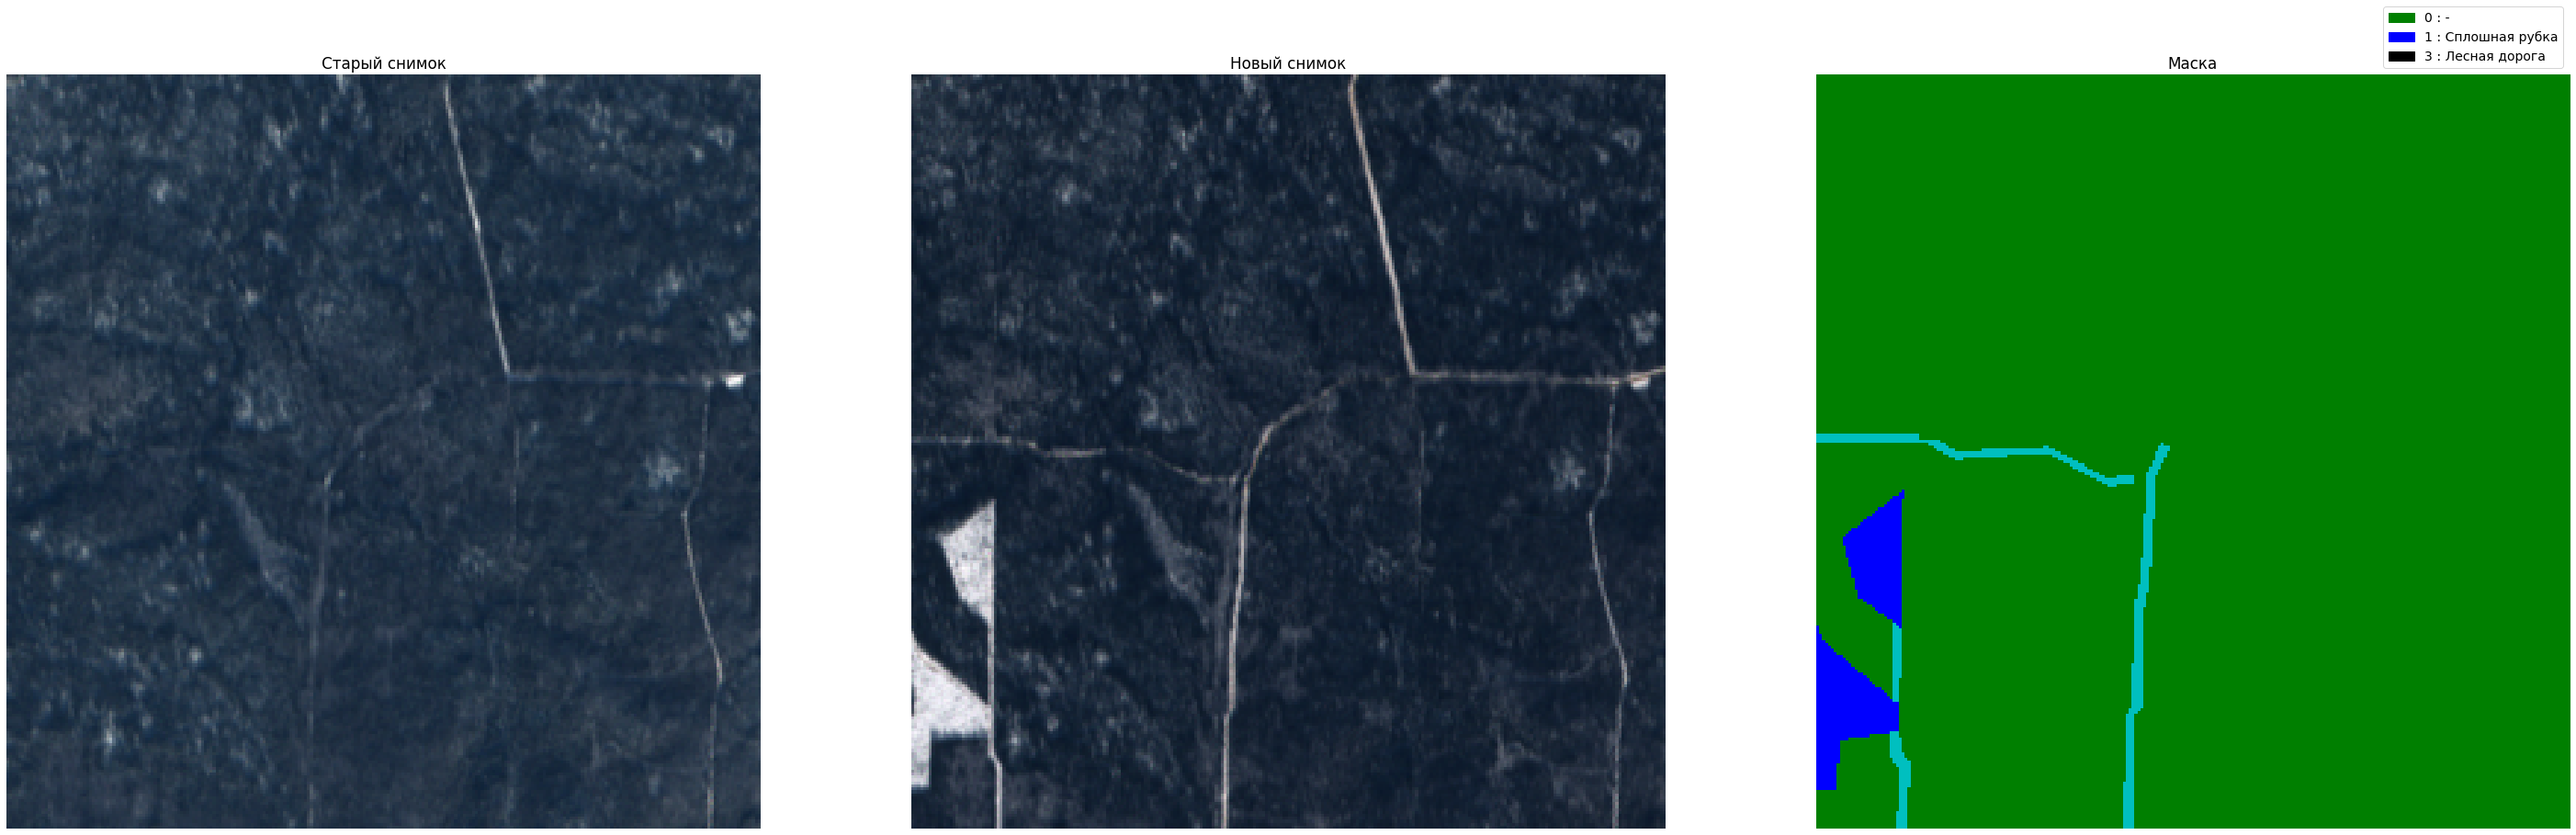 0 : -
1 : Сплошная рубка
3 : Лесная дорога
Старый снимок
Новый снимок
Маска